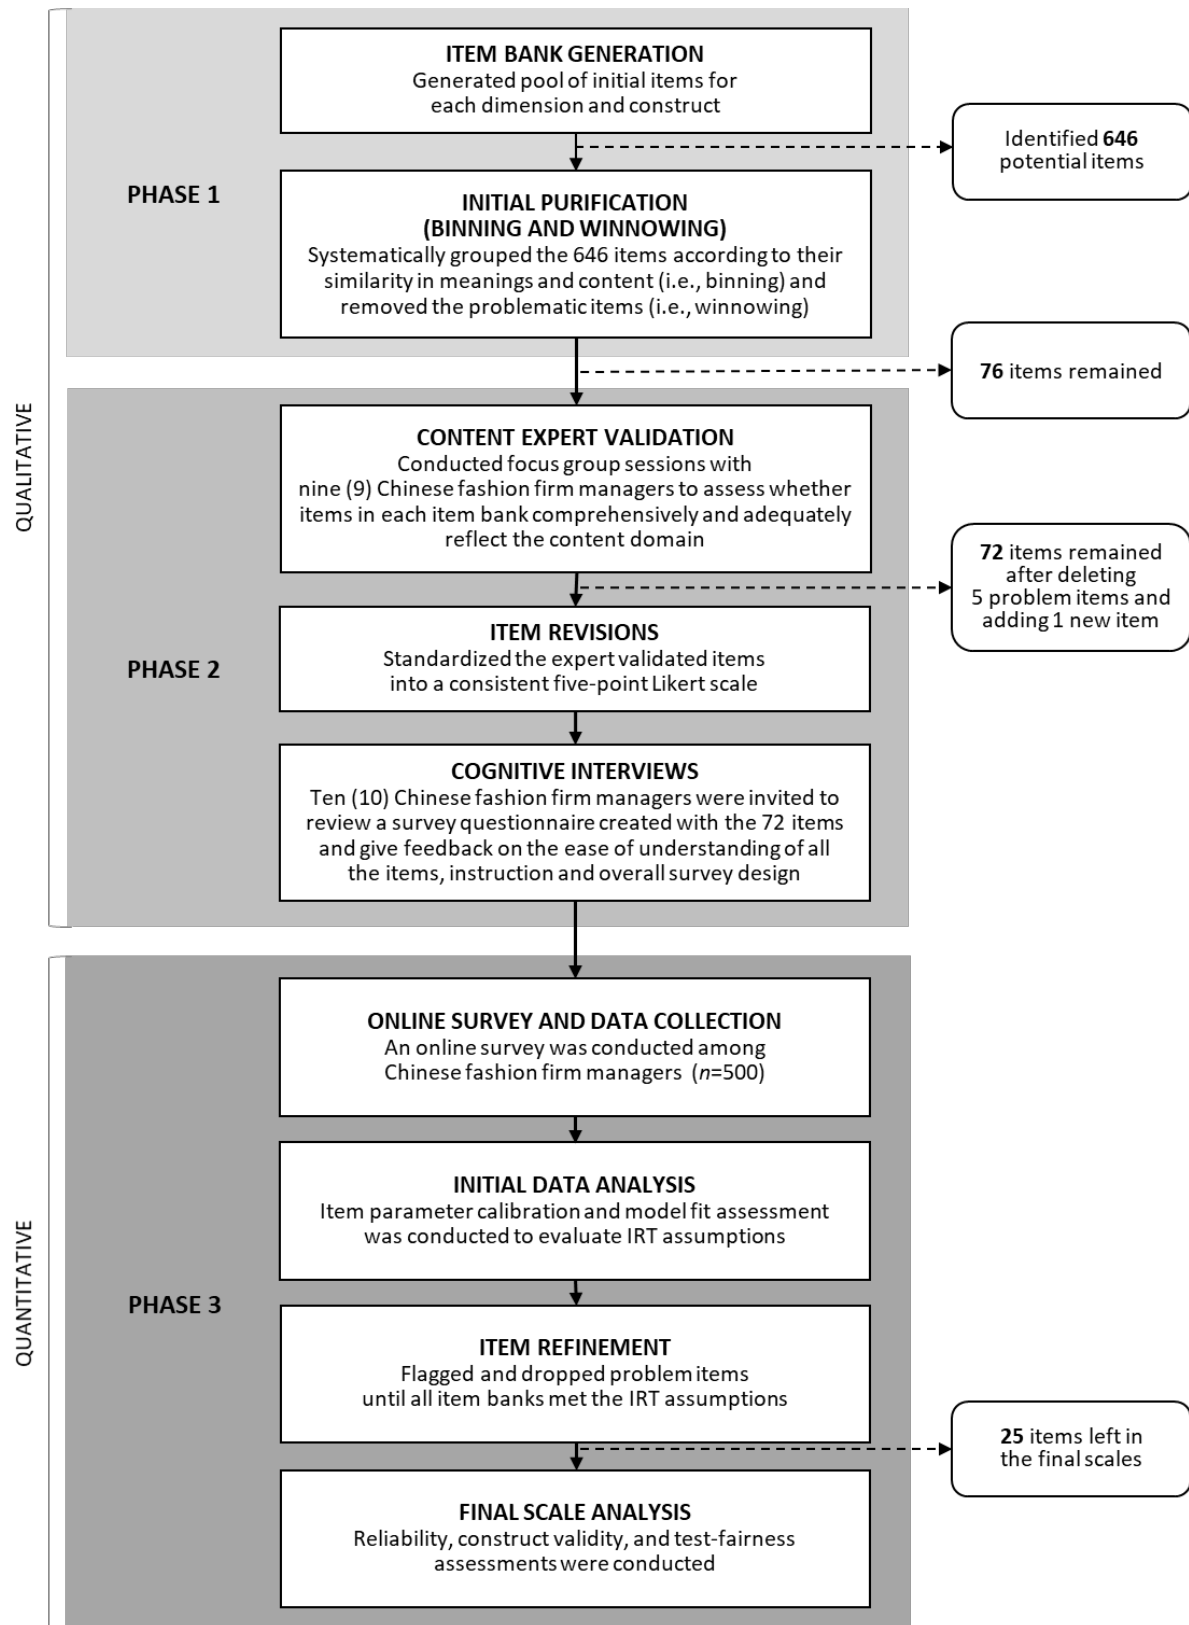 ITEM BANK GENERATION
Generated pool of initial items for
each dimension and construct
Identified 646
potential items
PHASE 1
INITIAL PURIFICATION
(BINNING AND WINNOWING)
Systematically grouped the 646 items according to their
similarity in meanings and content (i.e., binning) and
removed the problematic items (i.e., winnowing)
76 items remained
QUALITATIVE
CONTENT EXPERT VALIDATION
Conducted focus group sessions with
nine (9) Chinese fashion firm managers to assess whether
items in each item bank comprehensively and adequately
reflect the content domain
72 items remained
after deleting
5 problem items and
adding 1 new item
PHASE 2
ITEM REVISIONS
Standardized the expert validated items
into a consistent five-point Likert scale
COGNITIVE INTERVIEWS
Ten (10) Chinese fashion firm managers were invited to
review a survey questionnaire created with the 72 items
and give feedback on the ease of understanding of all
the items, instruction and overall survey design
ONLINE SURVEY AND DATA COLLECTION
An online survey was conducted among
Chinese fashion firm managers (n=500)
INITIAL DATA ANALYSIS
Item parameter calibration and model fit assessment
was conducted to evaluate IRT assumptions
QUANTITATIVE
PHASE 3
ITEM REFINEMENT
Flagged and dropped problem items
until all item banks met the IRT assumptions
25 items left in
the final scales
FINAL SCALE ANALYSIS
Reliability, construct validity, and test-fairness
assessments were conducted